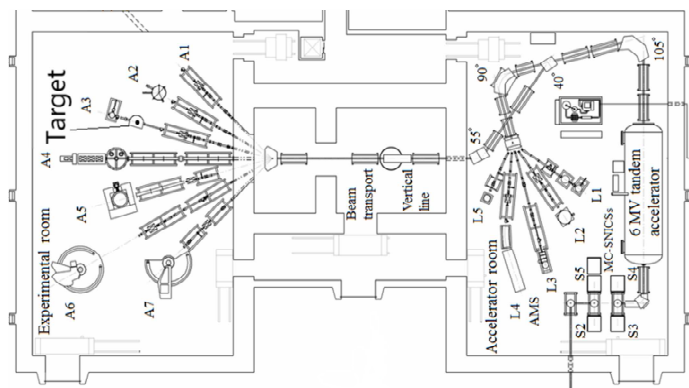 A1
A2
A3
Target
A4
A5
A6
A7
Experimental room
Beam
transport
Vertical
line
55°
90°
40°
105°
L1
L2
L3
L4
L5
AMS
Accelerator room
6 MV tandem
accelerator
MC-SNICSs
S5
S4
S2
S3